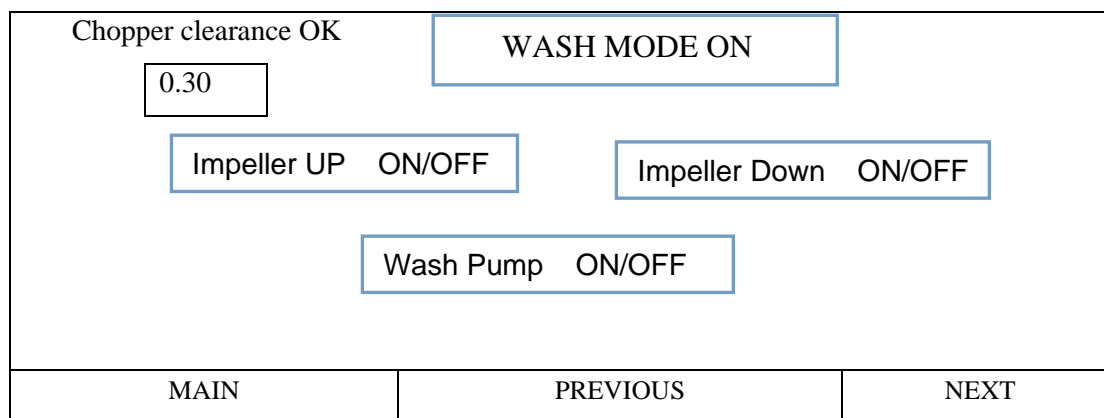 Chopper clearance OK
WASH MODE ON
0.30
Impeller UP ON/OFF
Impeller Down ON/OFF
Wash Pump ON/OFF
MAIN
PREVIOUS
NEXT